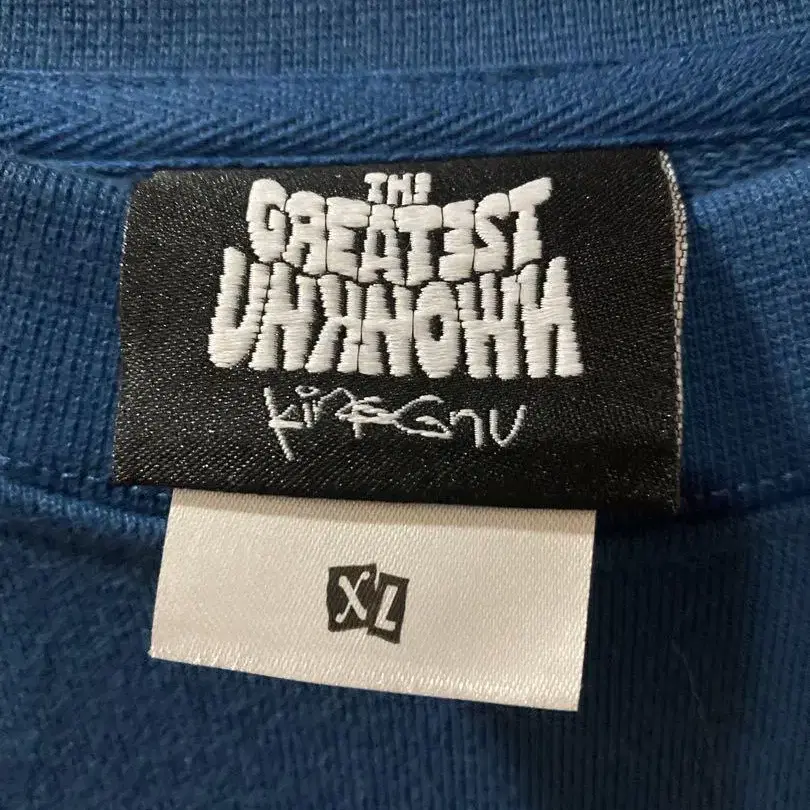 THE
GREATEST
UNKNOWN
King Gnu
XL